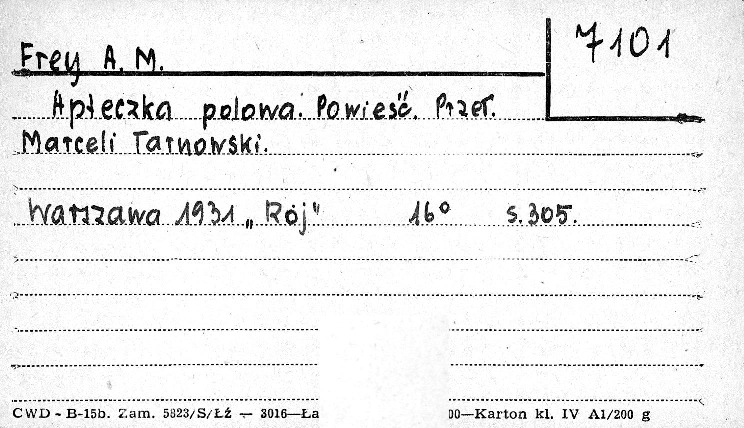 Frey A. M.
7101
Apteczka polowa. Powieść. Przeł.
Marceli Tarnowski.
Warszawa 1931 „Rój" 16° s. 305.
CWD - B-15b. Zam. 5823/S/Łź — 3016—Ła 00—Karton kl. IV A1/200 g